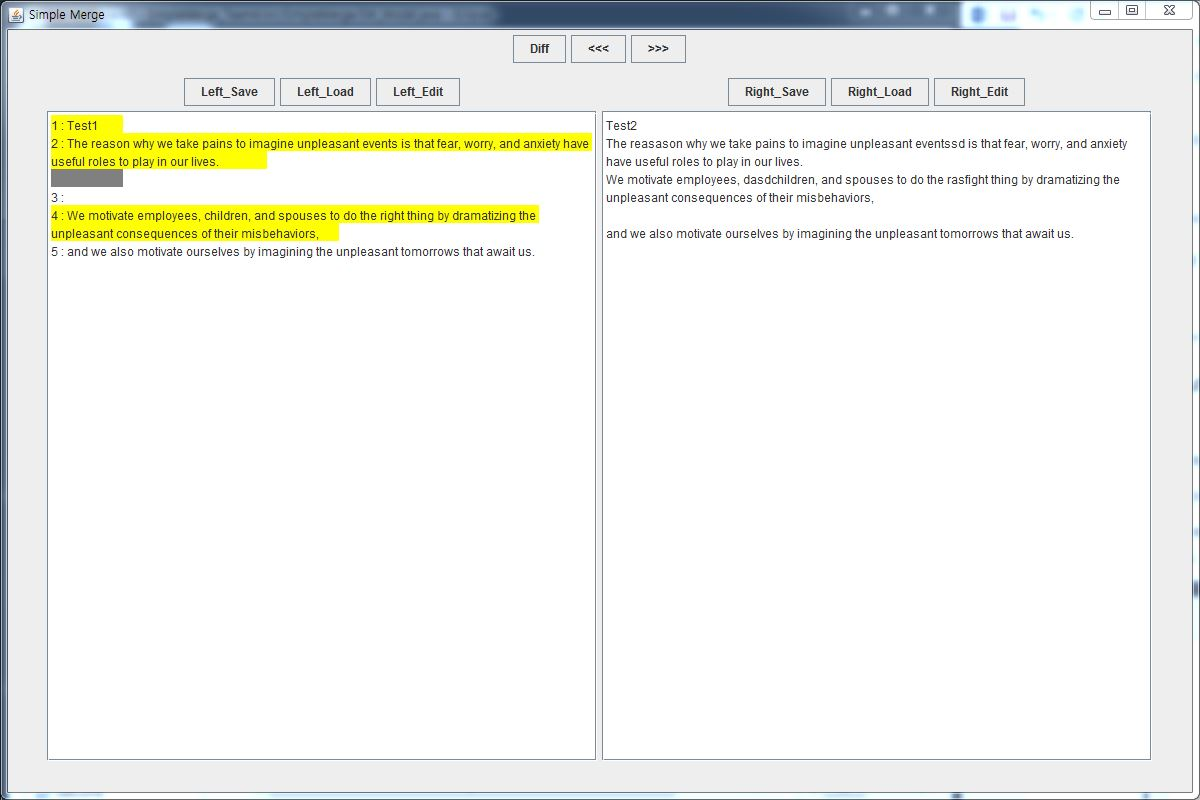 Simple Merge
Diff
<<<
>>>
Left_Save
Left_Load
Left_Edit
Right_Save
Right_Load
Right_Edit
1 : Test1
2 : The reason why we take pains to imagine unpleasant events is that fear, worry, and anxiety have
useful roles to play in our lives.
3 :
4 : We motivate employees, children, and spouses to do the right thing by dramatizing the
unpleasant consequences of their misbehaviors,
5 : and we also motivate ourselves by imagining the unpleasant tomorrows that await us.
Test2
The reasason why we take pains to imagine unpleasant eventssd is that fear, worry, and anxiety
have useful roles to play in our lives.
We motivate employees, dasdchildren, and spouses to do the rasfight thing by dramatizing the
unpleasant consequences of their misbehaviors,
and we also motivate ourselves by imagining the unpleasant tomorrows that await us.